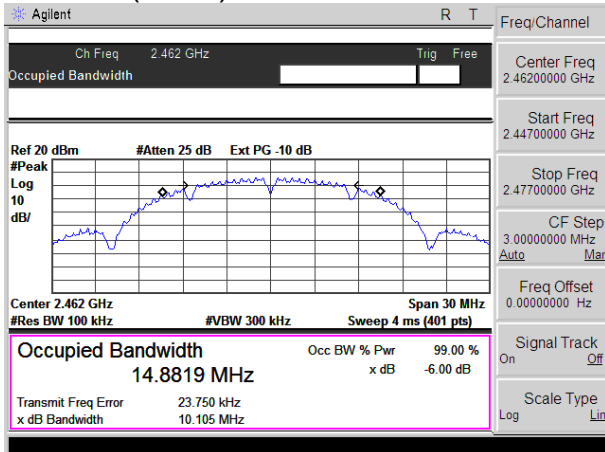 Agilent R T
Ch Freq 2.462 GHz Trig Free
Occupied Bandwidth
Ref 20 dBm #Atten 25 dB Ext PG -10 dB
#Peak
Log
10
dB/
Center 2.462 GHz Span 30 MHz
#Res BW 100 kHz #VBW 300 kHz Sweep 4 ms (401 pts)
Occupied Bandwidth Occ BW % Pwr 99.00 %
14.8819 MHz x dB -6.00 dB
Transmit Freq Error 23.750 kHz
x dB Bandwidth 10.105 MHz
Freq/Channel
Center Freq
2.46200000 GHz
Start Freq
2.44700000 GHz
Stop Freq
2.47700000 GHz
CF Step
3.00000000 MHz
Auto Man
Freq Offset
0.00000000 Hz
Signal Track
On Off
Scale Type
Log Lin